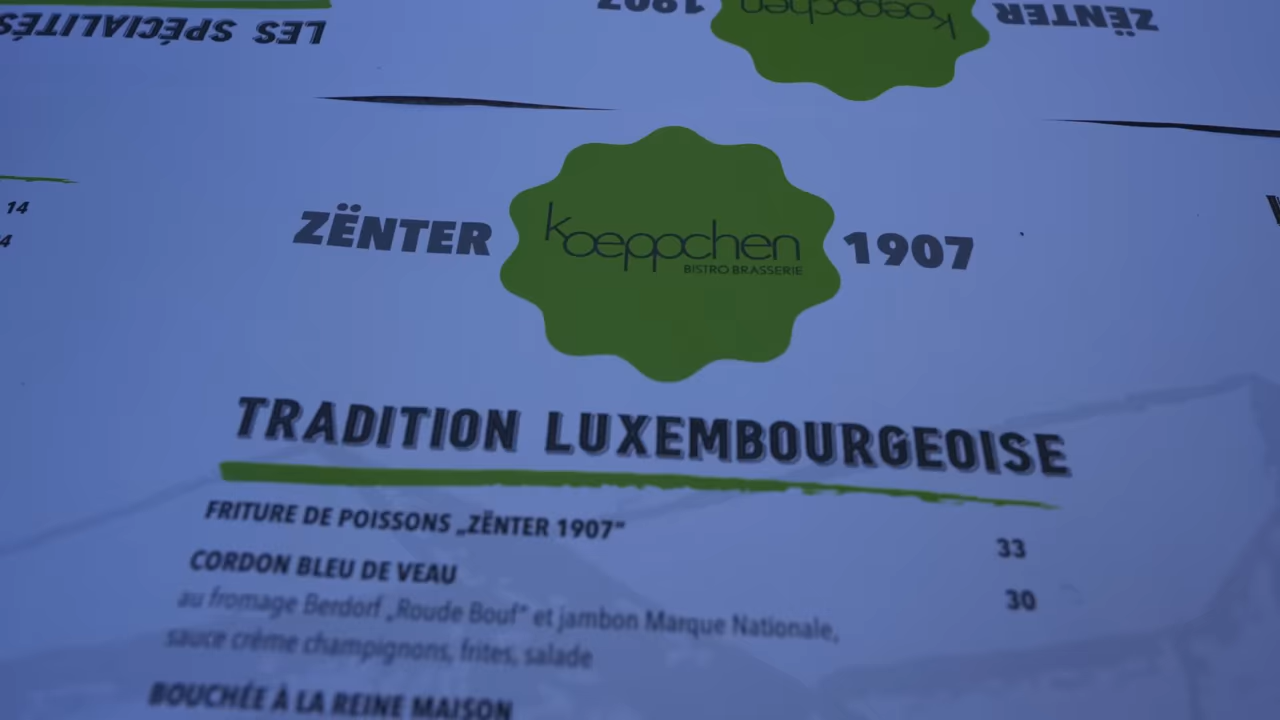 LES SPÉCIALITÉS
1907
koeppchen
ZËNTER
14
ZËNTER
koeppchen
BISTRO BRASSERIE
1907
TRADITION LUXEMBOURGEOISE
FRITURE DE POISSONS „ZËNTER 1907“ 33
CORDON BLEU DE VEAU 30
au fromage Berdorf „Roude Bouf“ et jambon Marque Nationale,
sauce crème champignons, frites, salade
BOUCHÉE À LA REINE MAISON